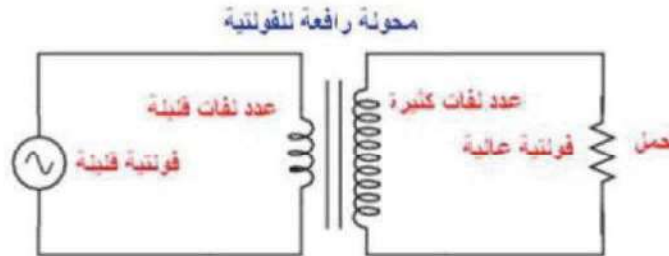 محولة رافعة للفولتية
عدد لفات كثيرة
عدد لفات قليلة
حمل
فولتية عالية
فولتية قليلة